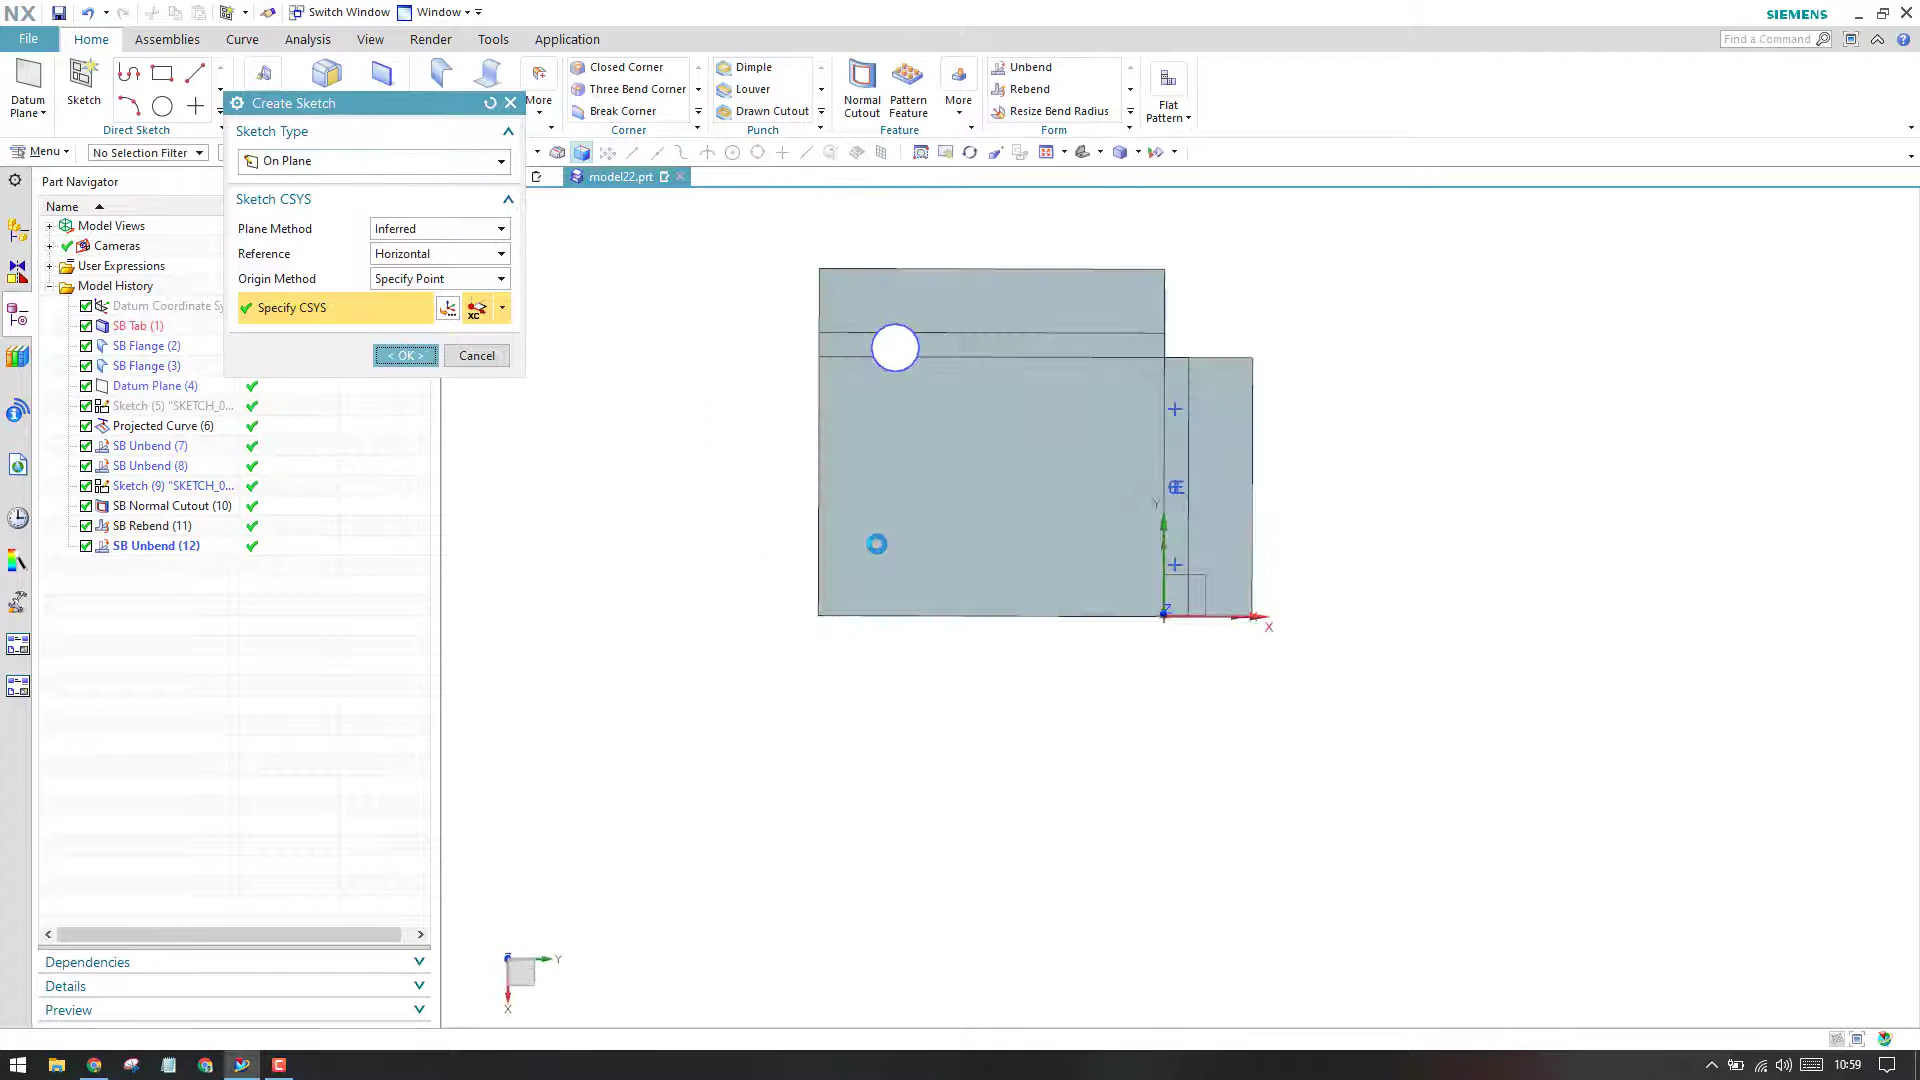 NX Switch Window Window SIEMENS
File Home Assemblies Curve Analysis View Render Tools Application Find a Command
Datum Plane Sketch More Closed Corner Dimple Normal Cutout Pattern Feature More Unbend Flat Pattern
Three Bend Corner Louver Rebend
Break Corner Drawn Cutout Resize Bend Radius
Direct Sketch Corner Punch Feature Form
Create Sketch
Sketch Type
On Plane
Sketch CSYS
Plane Method Inferred
Reference Horizontal
Origin Method Specify Point
Specify CSYS
XC
< OK > Cancel
Menu No Selection Filter
model22.prt
Part Navigator
Name
Model Views
Cameras
User Expressions
Model History
Datum Coordinate Sy
SB Tab (1)
SB Flange (2)
SB Flange (3)
Datum Plane (4)
Sketch (5) "SKETCH_0...
Projected Curve (6)
SB Unbend (7)
SB Unbend (8)
Sketch (9) "SKETCH_0...
SB Normal Cutout (10)
SB Rebend (11)
SB Unbend (12)
Y
Z
X
Y
X
Dependencies
Details
Preview
10:59